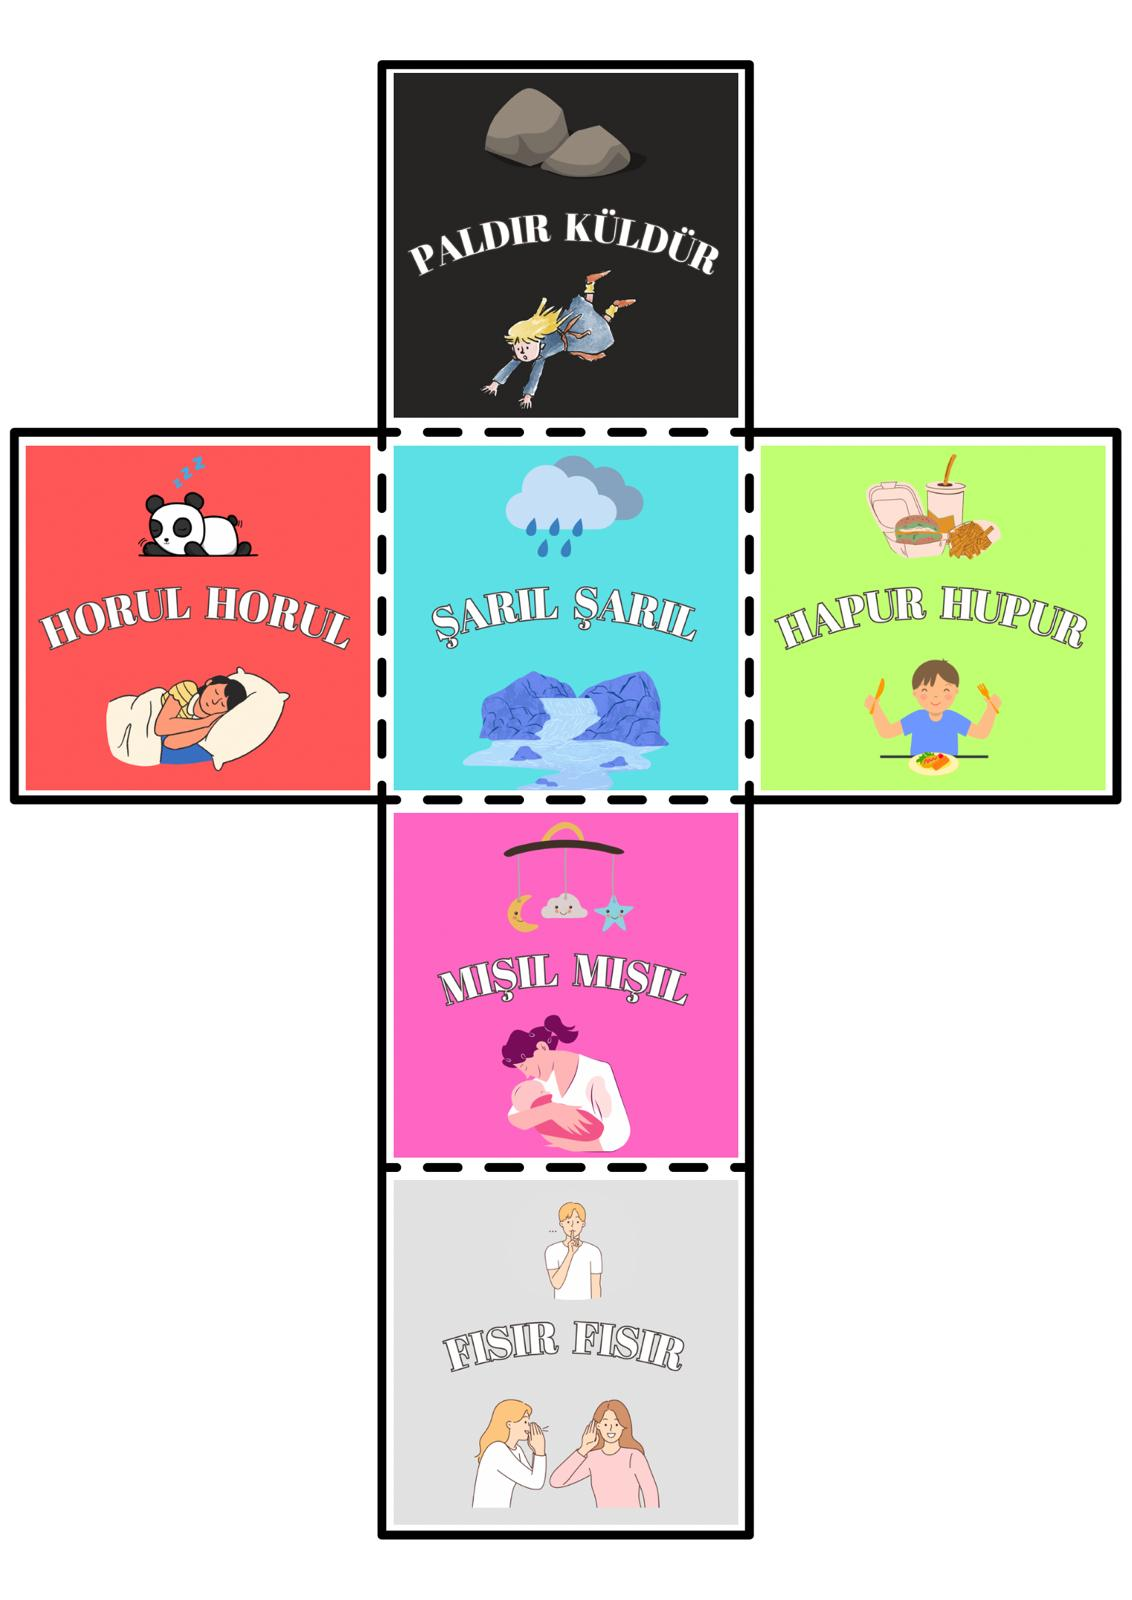 PALDIR KÜLDÜR
HORUL HORUL
ŞARIL ŞARIL
HAPUR HUPUR
MIŞIL MIŞIL
FISIR FISIR